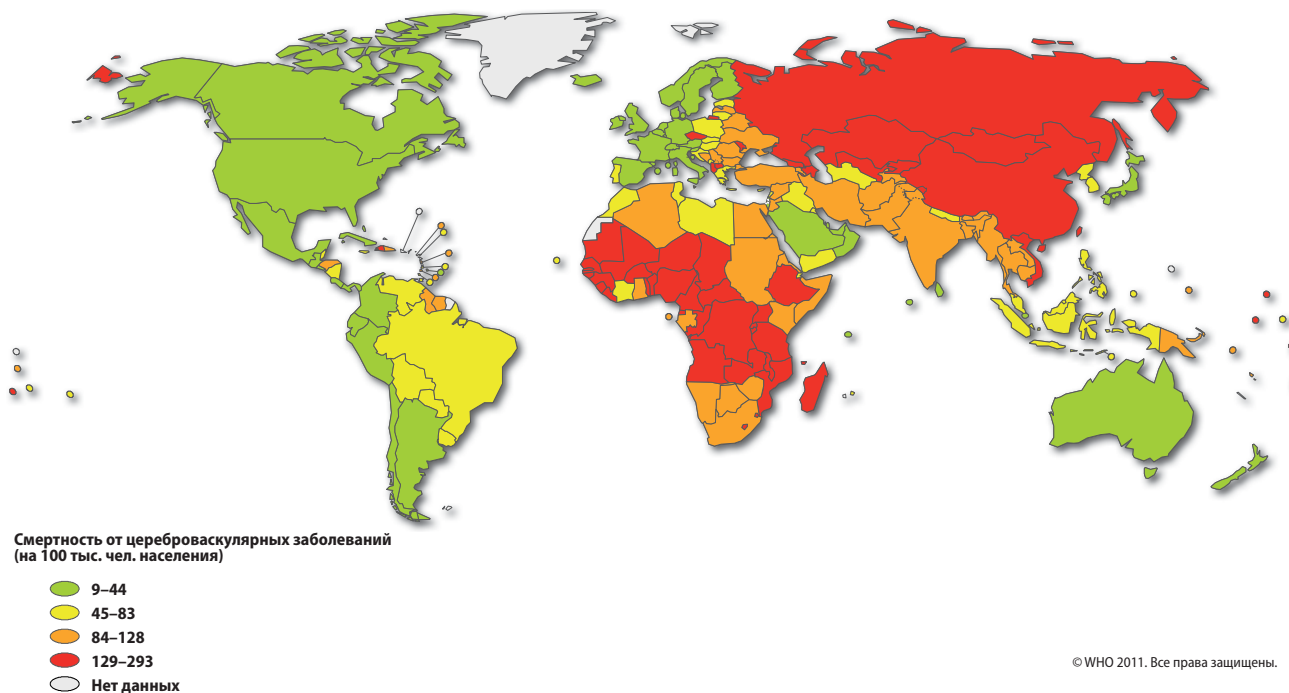 Смертность от цереброваскулярных заболеваний
(на 100 тыс. чел. населения)
9–44
45–83
84–128
129–293
Нет данных
© WHO 2011. Все права защищены.